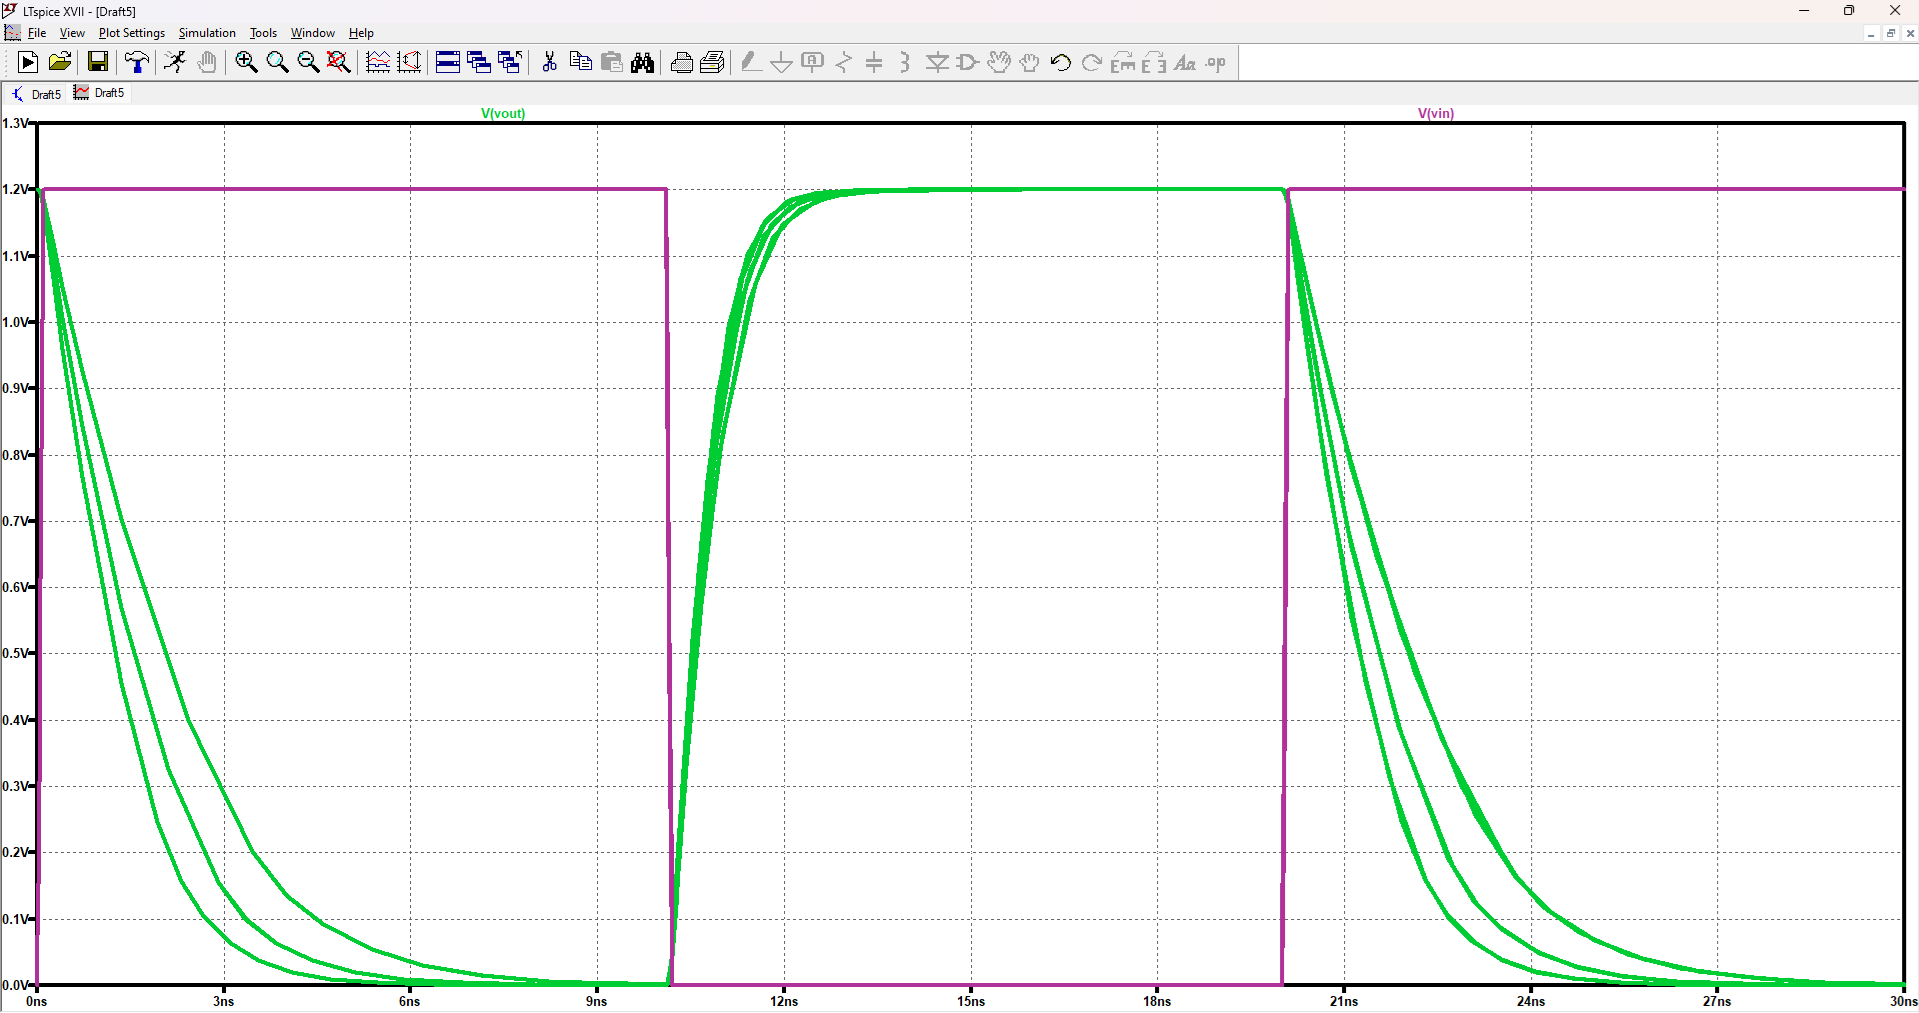 LTspice XVII - [Draft5]
File View Plot Settings Simulation Tools Window Help
Aa .op
Draft5 Draft5
V(vout) V(vin)
1.3V
1.2V
1.1V
1.0V
0.9V
0.8V
0.7V
0.6V
0.5V
0.4V
0.3V
0.2V
0.1V
0.0V
0ns 3ns 6ns 9ns 12ns 15ns 18ns 21ns 24ns 27ns 30ns